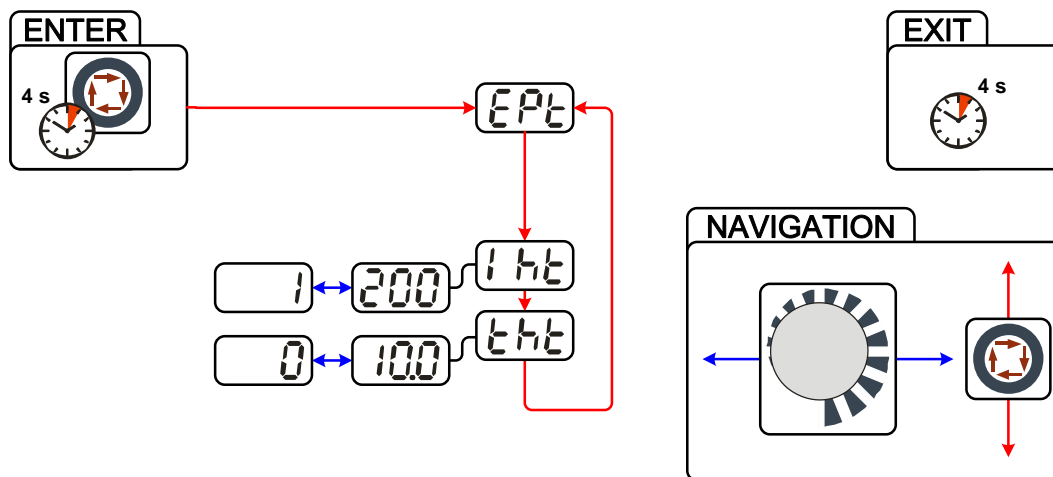 ENTER
EXIT
4 s
4 s
EPt
NAVIGATION
1
200
Iht
0
10.0
tht